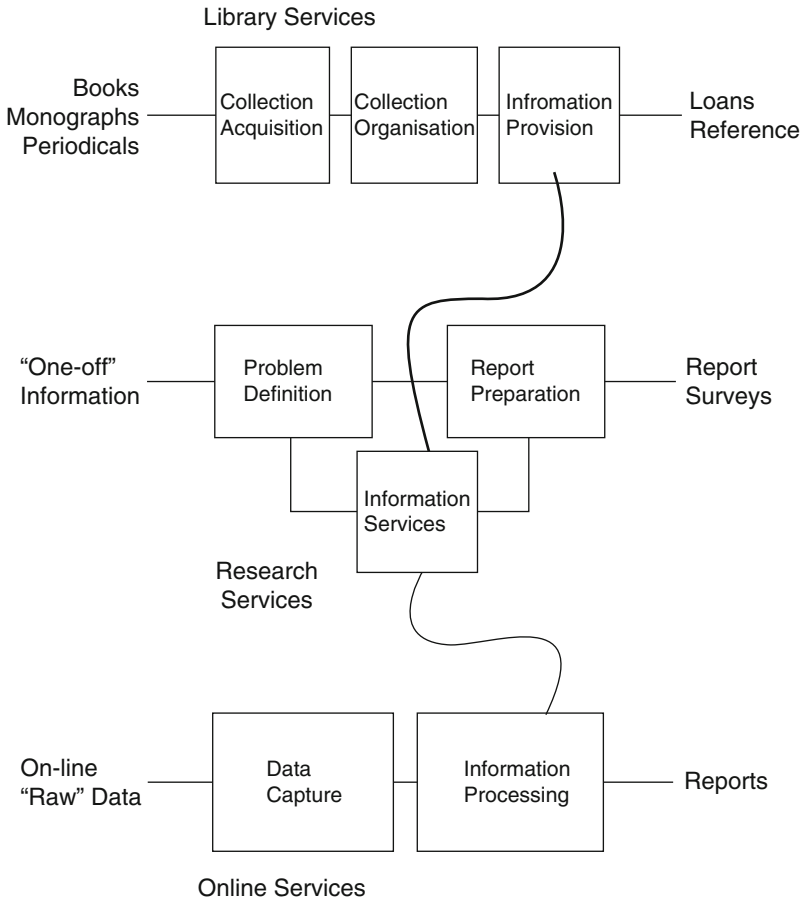 Library Services
Books
Monographs
Periodicals
Collection
Acquisition
Collection
Organisation
Infromation
Provision
Loans
Reference
“One-off”
Information
Problem
Definition
Report
Preparation
Report
Surveys
Information
Services
Research
Services
On-line
“Raw” Data
Data
Capture
Information
Processing
Reports
Online Services